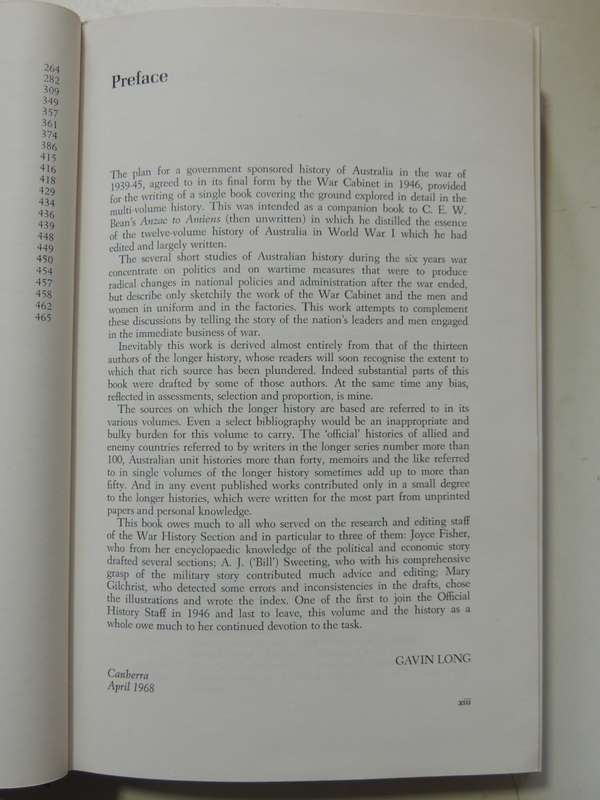 264
282
309
349
357
361
374
386
415
416
418
429
434
436
439
448
449
450
454
457
458
462
465
Preface
The plan for a government sponsored history of Australia in the war of
1939-45, agreed to in its final form by the War Cabinet in 1946, provided
for the writing of a single book covering the ground explored in detail in the
multi-volume history. This was intended as a companion book to C. E. W.
Bean's Anzac to Amiens (then unwritten) in which he distilled the essence
of the twelve-volume history of Australia in World War I which he had
edited and largely written.
The several short studies of Australian history during the six years war
concentrate on politics and on wartime measures that were to produce
radical changes in national policies and administration after the war ended,
but describe only sketchily the work of the War Cabinet and the men and
women in uniform and in the factories. This work attempts to complement
these discussions by telling the story of the nation's leaders and men engaged
in the immediate business of war.
Inevitably this work is derived almost entirely from that of the thirteen
authors of the longer history, whose readers will soon recognise the extent to
which that rich source has been plundered. Indeed substantial parts of this
book were drafted by some of those authors. At the same time any bias,
reflected in assessments, selection and proportion, is mine.
The sources on which the longer history are based are referred to in its
various volumes. Even a select bibliography would be an inappropriate and
bulky burden for this volume to carry. The 'official' histories of allied and
enemy countries referred to by writers in the longer series number more than
100, Australian unit histories more than forty, memoirs and the like referred
to in single volumes of the longer history sometimes add up to more than
fifty. And in any event published works contributed only in a small degree
to the longer histories, which were written for the most part from unprinted
papers and personal knowledge.
This book owes much to all who served on the research and editing staff
of the War History Section and in particular to three of them: Joyce Fisher,
who from her encyclopaedic knowledge of the political and economic story
drafted several sections; A. J. ('Bill') Sweeting, who with his comprehensive
grasp of the military story contributed much advice and editing; Mary
Gilchrist, who detected some errors and inconsistencies in the drafts, chose
the illustrations and wrote the index. One of the first to join the Official
History Staff in 1946 and last to leave, this volume and the history as a
whole owe much to her continued devotion to the task.
GAVIN LONG
Canberra
April 1968
xiii